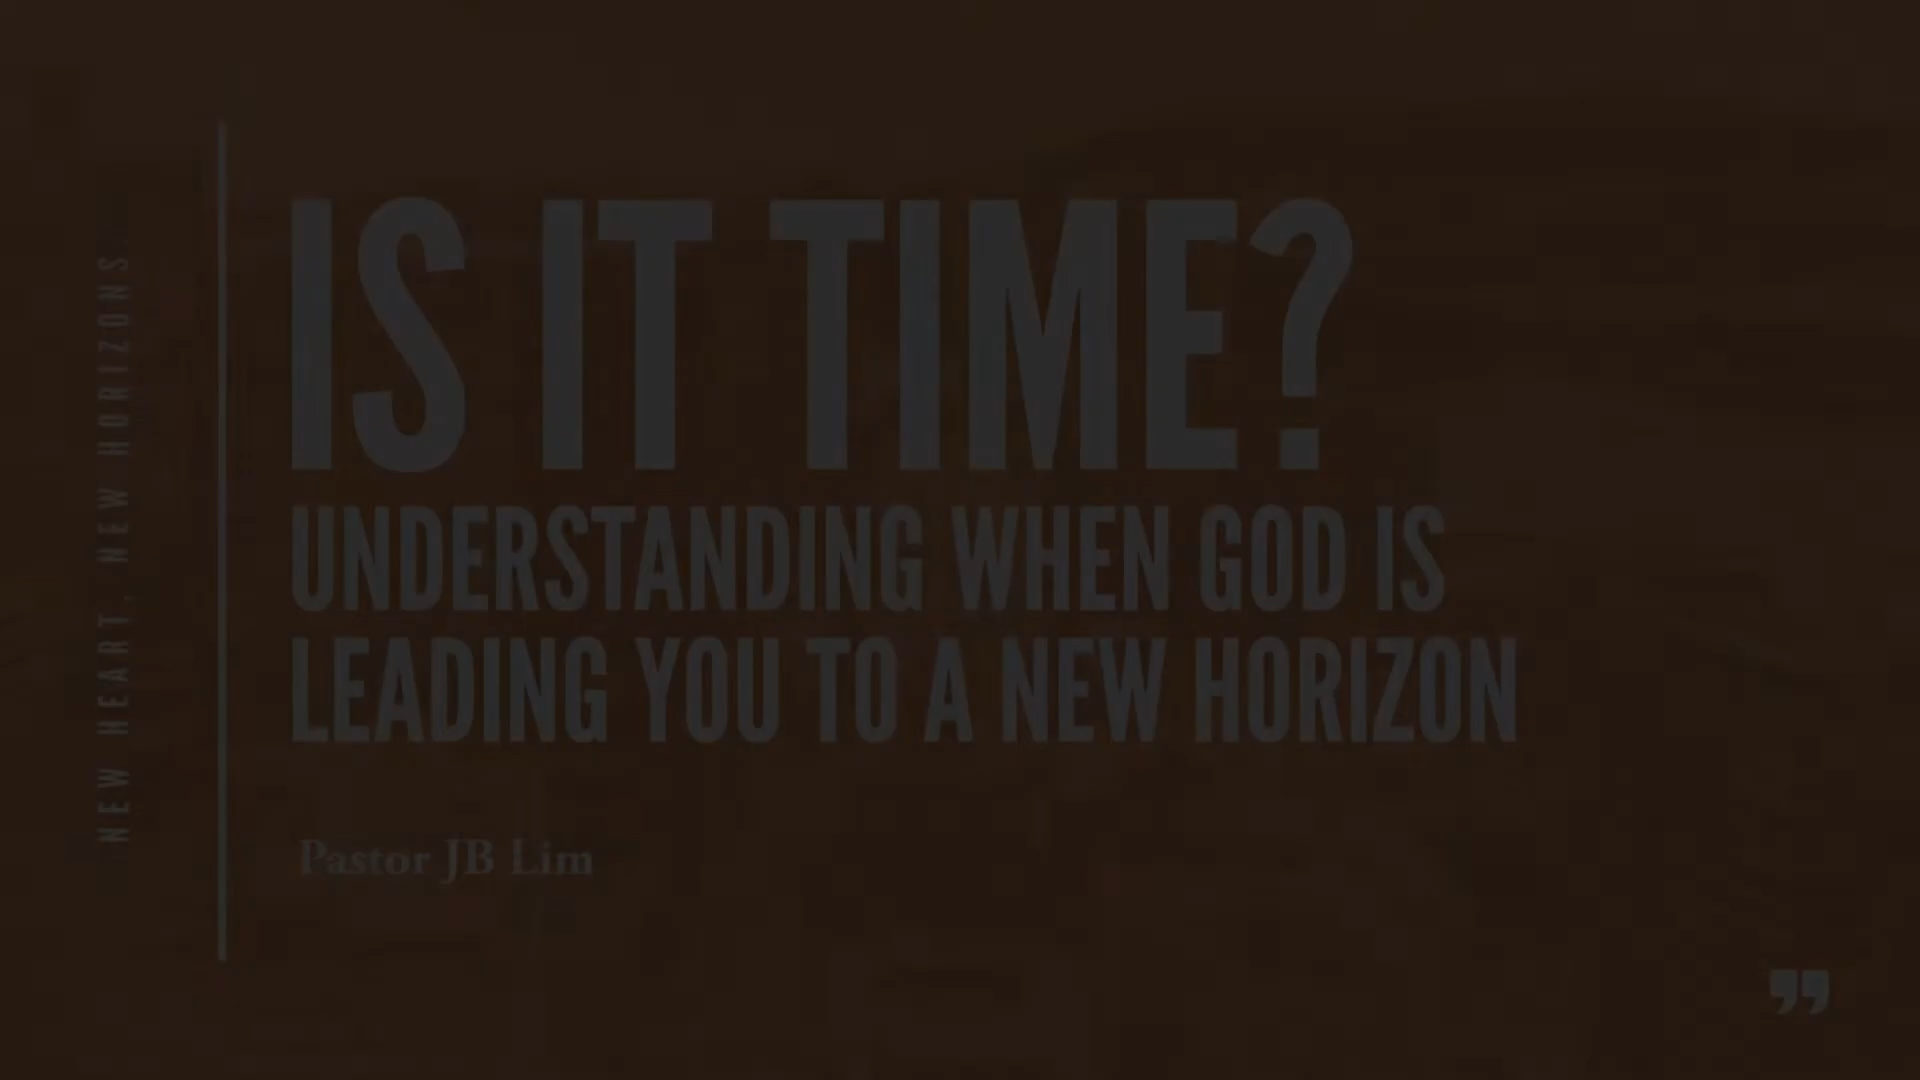 NEW HEART, NEW HORIZONS
IS IT TIME?
UNDERSTANDING WHEN GOD IS
LEADING YOU TO A NEW HORIZON
Pastor JB Lim
”